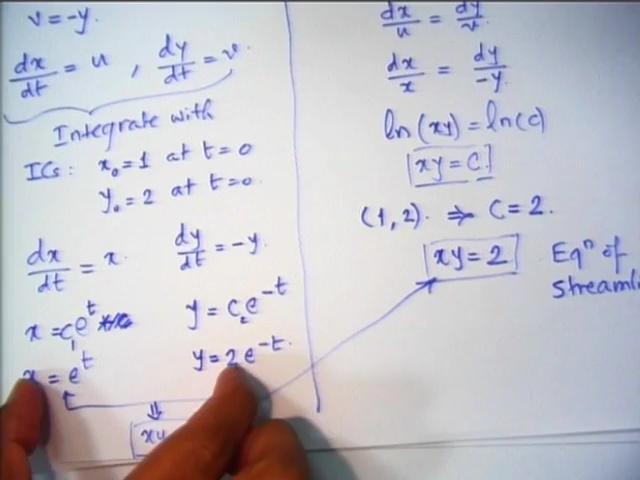 v = -y.
dx/dt = u , dy/dt = v.
Integrate with
ICs: x₀ = 1 at t = 0
y₀ = 2 at t = 0.
dx/dt = x. dy/dt = -y.
x = c₁e^t y = c₂e^-t
x = e^t y = 2e^-t.
⇓
xy
dx/u = dy/v.
dx/x = dy/-y.
ln(xy) = ln(c)
xy = C.
(1,2). ⇒ C = 2.
xy = 2 Eqⁿ of